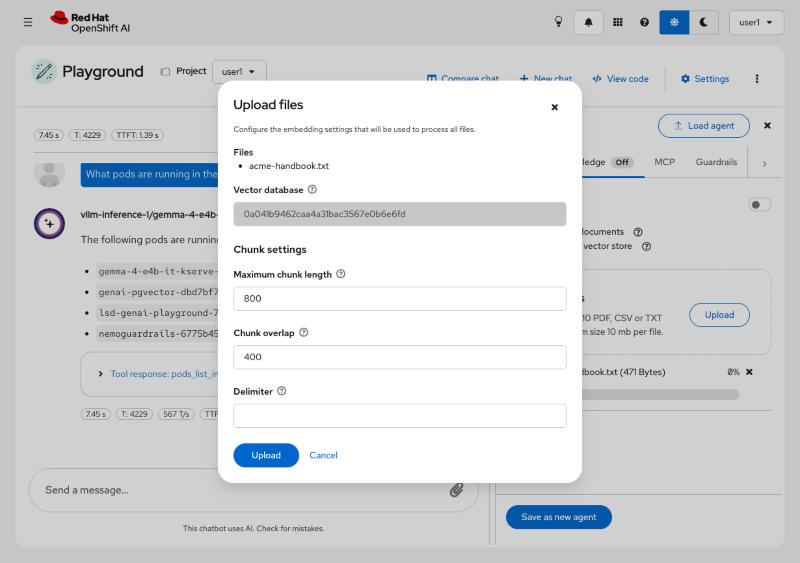 Red Hat
OpenShift AI
user1
Playground
Project
user1
Compare chat
New chat
View code
Settings
7.45 s
T: 4229
TTFT: 1.39 s
Load agent
Upload files
Configure the embedding settings that will be used to process all files.
Files
acme-handbook.txt
Vector database
0a041b9462caa4a31bac3567e0b6e6fd
Chunk settings
Maximum chunk length
800
Chunk overlap
400
Delimiter
Upload
Cancel
What pods are running in the
vllm-inference-1/gemma-4-e4b-
The following pods are running
gemma-4-e4b-it-kserve-
genai-pgvector-dbd7bf7
lsd-genai-playground-7
nemoguardrails-6775b45
Tool response: pods_list_in
7.45 s
T: 4229
567 T/s
TTF
Send a message...
This chatbot uses AI. Check for mistakes.
ledge
Off
MCP
Guardrails
ocuments
vector store
s
10 PDF, CSV or TXT
m size 10 mb per file.
Upload
dbook.txt (471 Bytes)
0%
Save as new agent